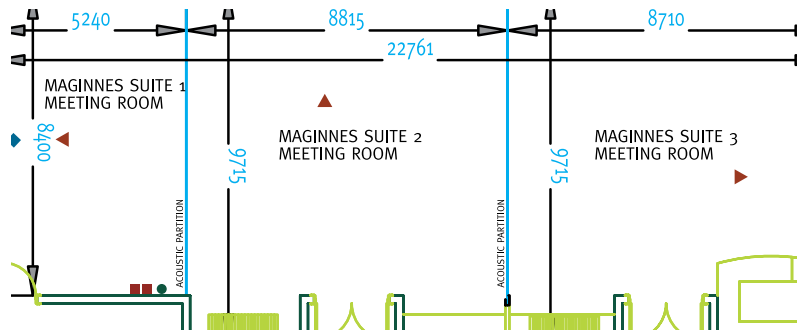 5240
8815
8710
22761
MAGINNES SUITE 1
MEETING ROOM
8400
MAGINNES SUITE 2
MEETING ROOM
9715
MAGINNES SUITE 3
MEETING ROOM
9715
ACOUSTIC PARTITION
ACOUSTIC PARTITION